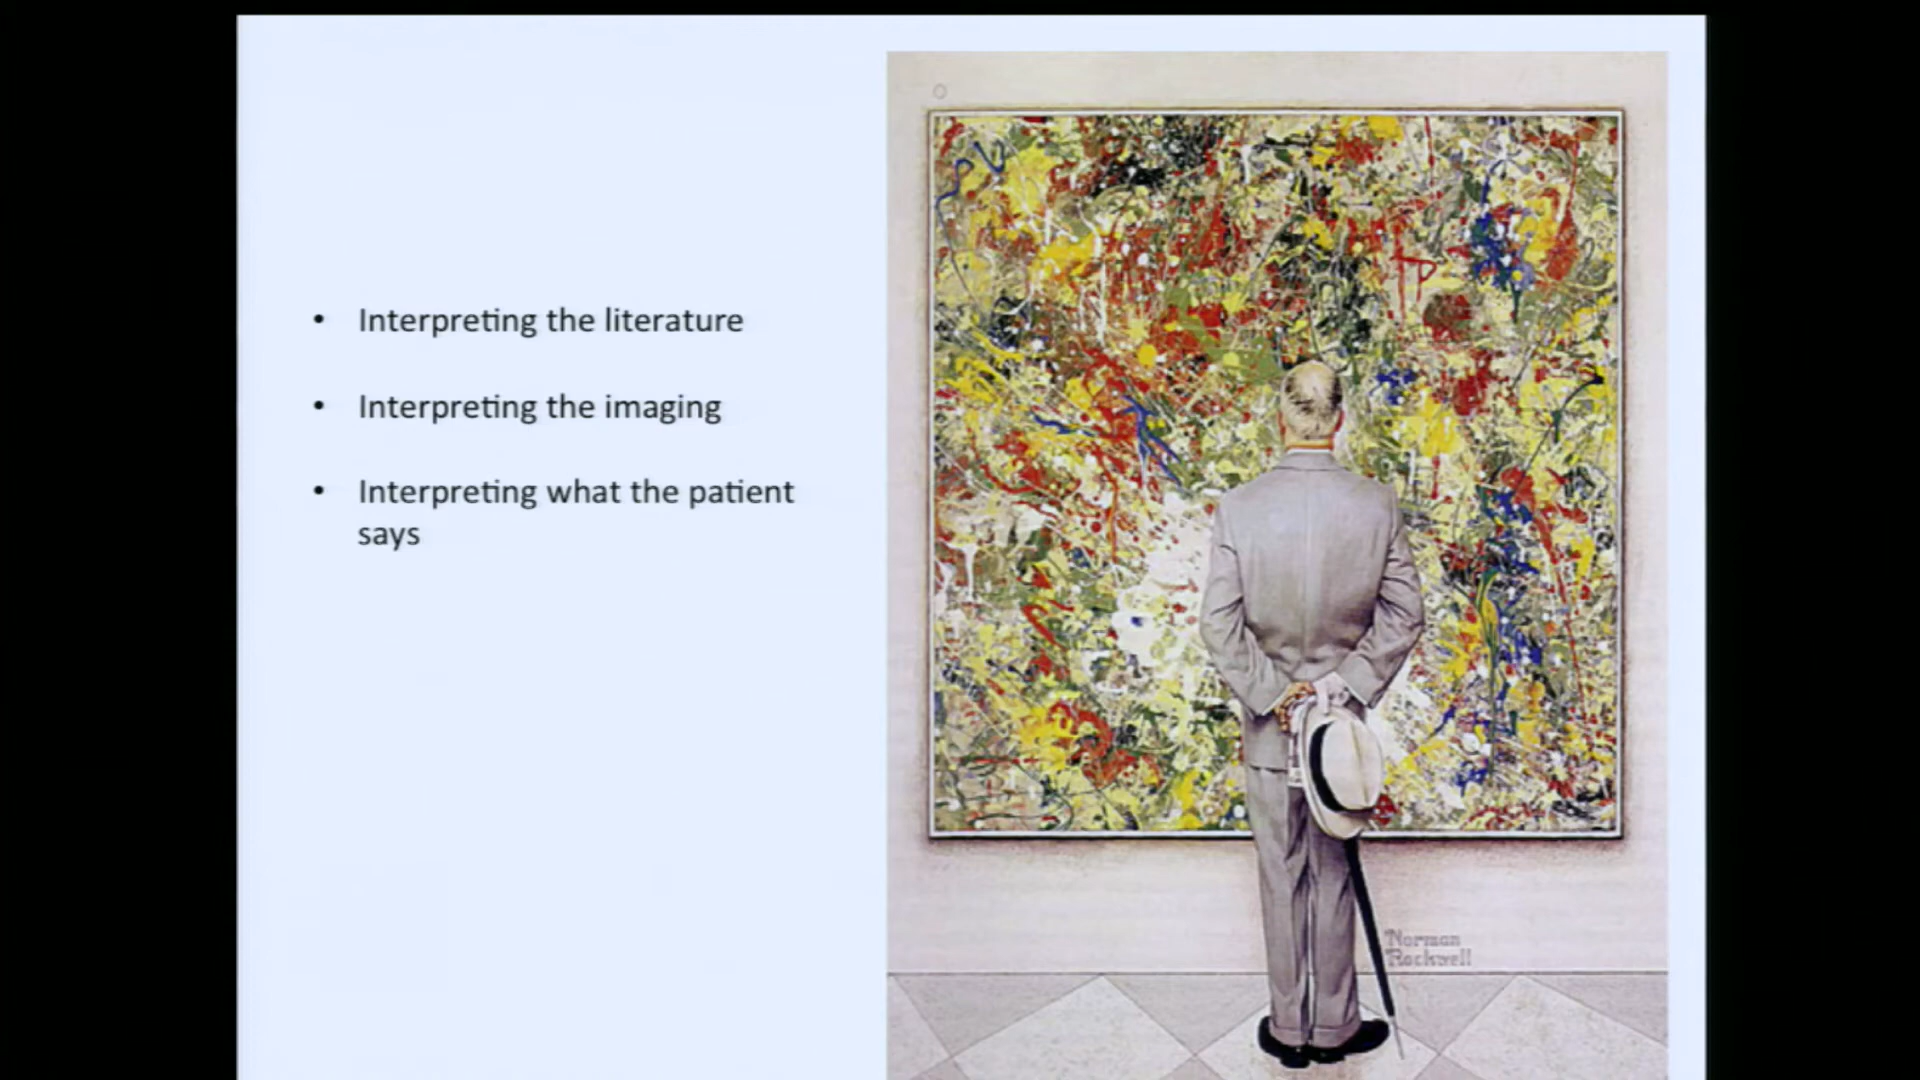 • Interpreting the literature
• Interpreting the imaging
• Interpreting what the patient
says
Norman
Rockwell